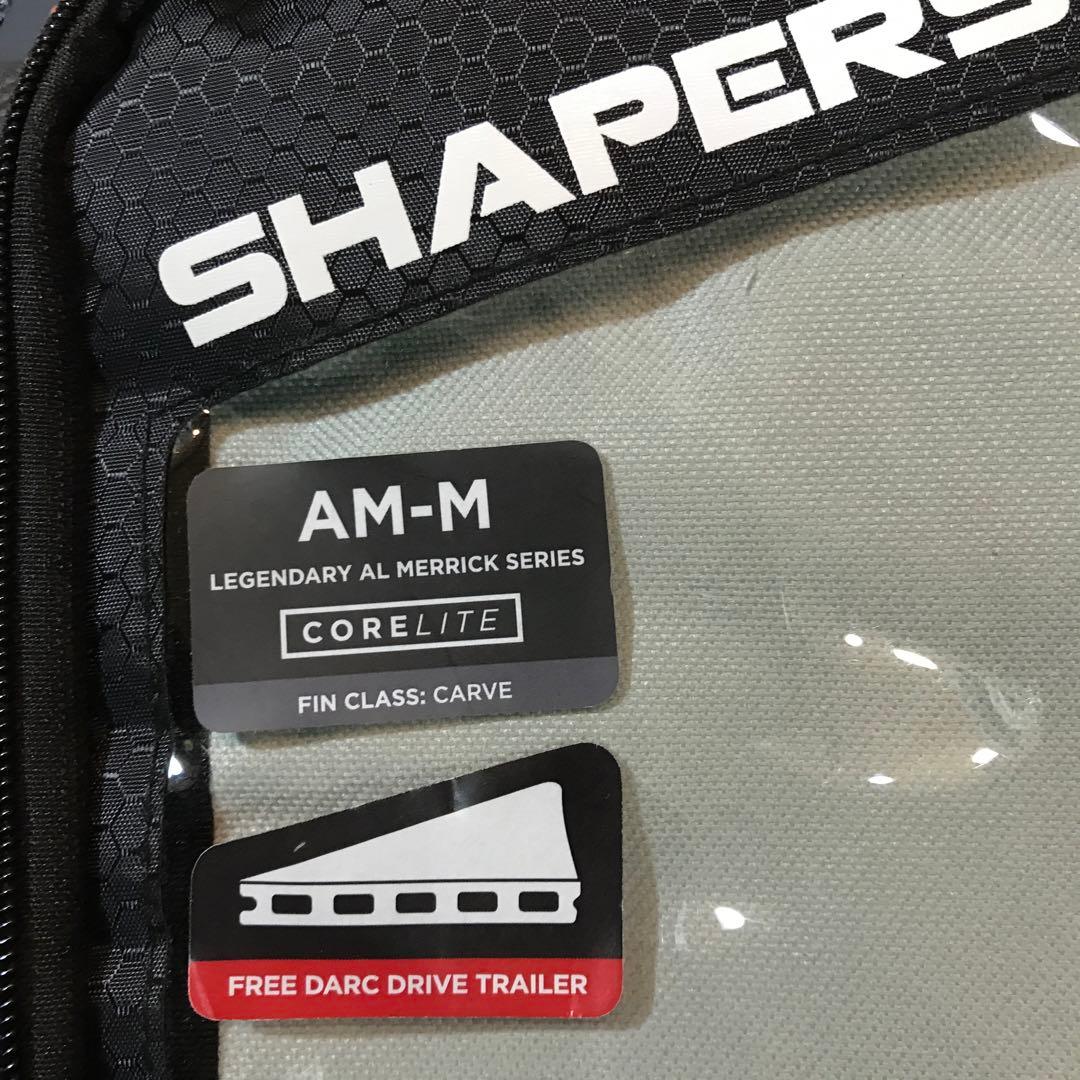 SHAPERS
AM-M
LEGENDARY AL MERRICK SERIES
CORELITE
FIN CLASS: CARVE
FREE DARC DRIVE TRAILER